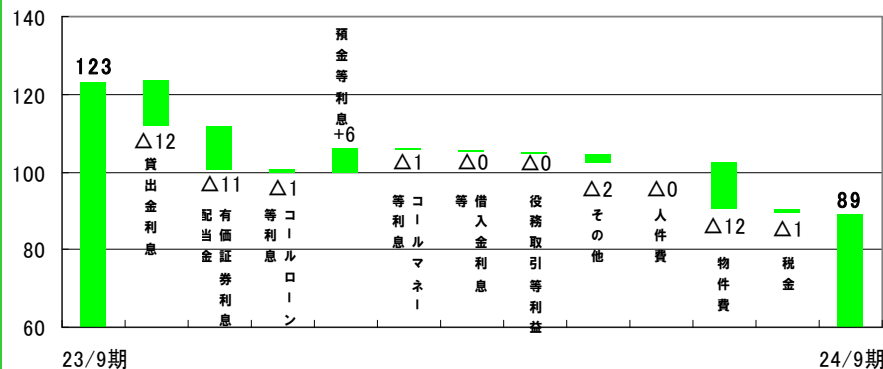 140
120
100
80
60
123
△12
貸出金利息
△11
有価証券利息
配当金
△1
コールローン
等利息
預金等利息
+6
△1
コールマネー
等利息
△0
借入金利息
等
△0
役務取引等利益
△2
その他
△0
人件費
△12
物件費
△1
税金
89
23/9期
24/9期